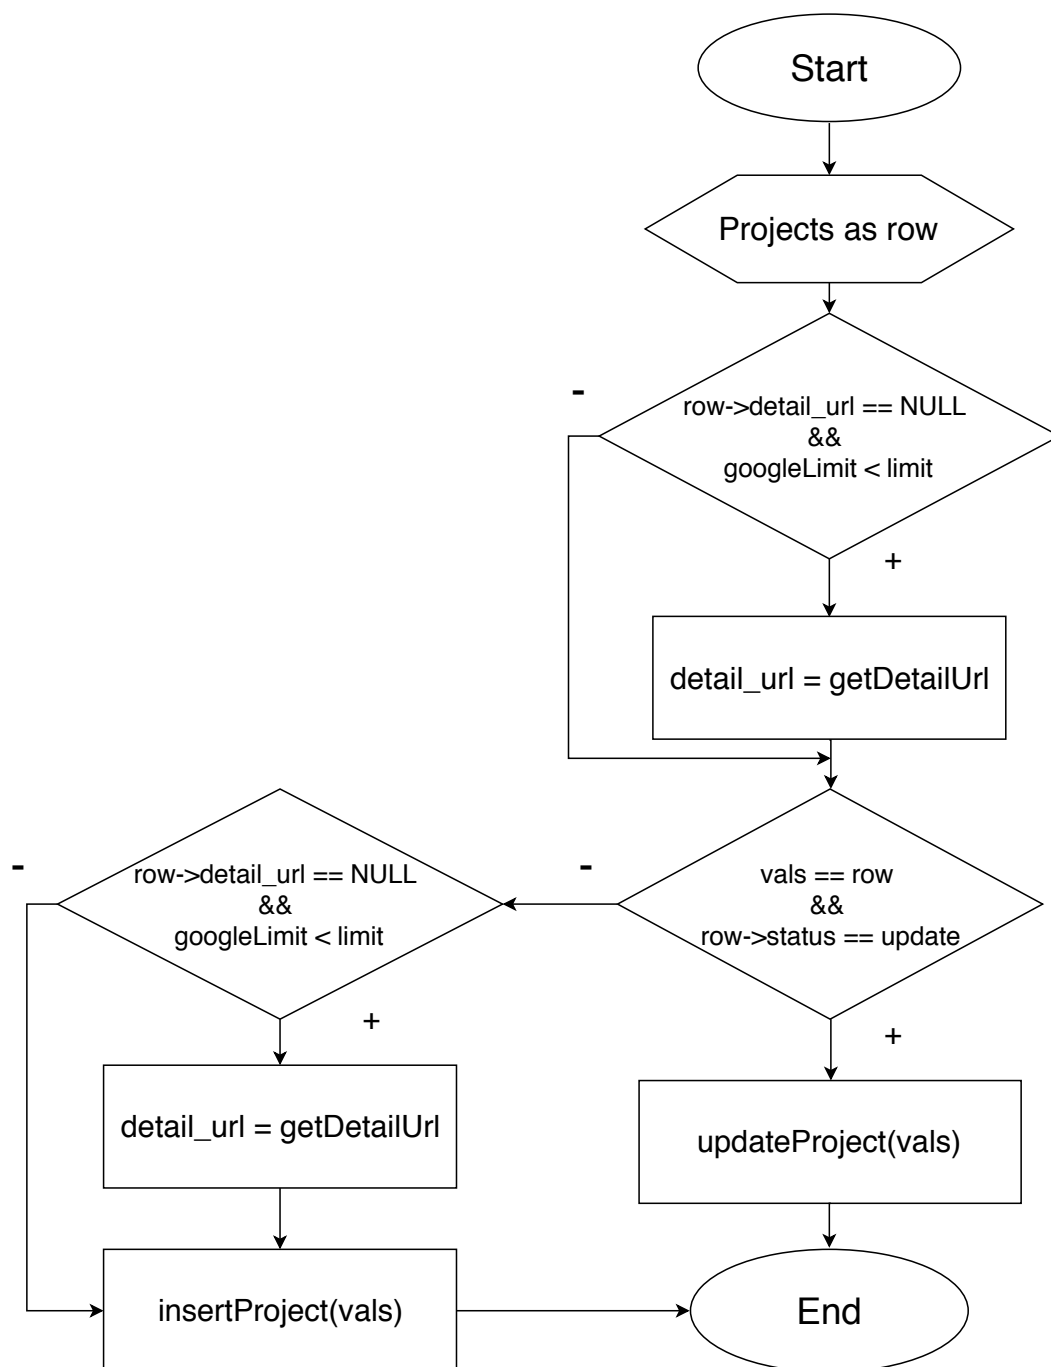 Start
Projects as row
-
row->detail_url == NULL
&&
googleLimit < limit
+
detail_url = getDetailUrl
-
row->detail_url == NULL
&&
googleLimit < limit
-
vals == row
&&
row->status == update
+
+
detail_url = getDetailUrl
updateProject(vals)
insertProject(vals)
End